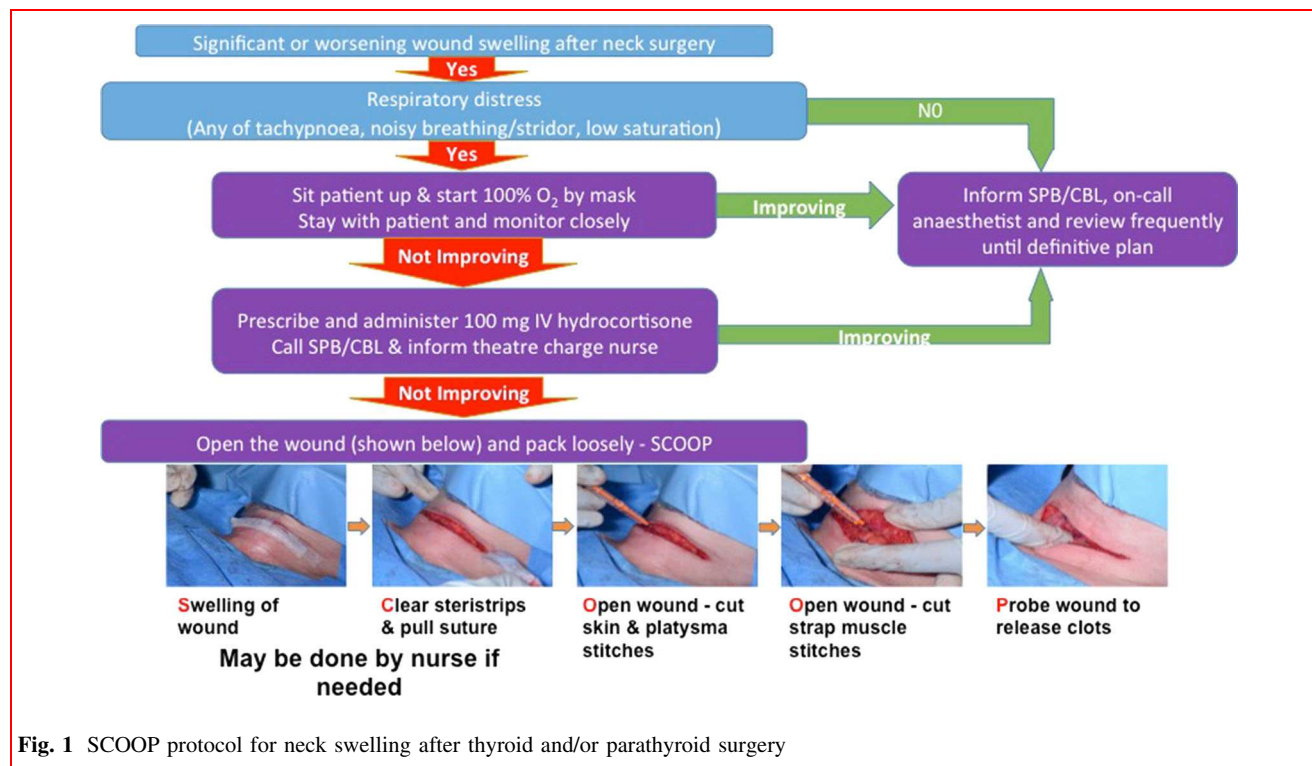 Significant or worsening wound swelling after neck surgery
Yes
Respiratory distress
(Any of tachypnoea, noisy breathing/stridor, low saturation)
N0
Yes
Sit patient up & start 100% O₂ by mask
Stay with patient and monitor closely
Improving
Inform SPB/CBL, on-call
anaesthetist and review frequently
until definitive plan
Not Improving
Prescribe and administer 100 mg IV hydrocortisone
Call SPB/CBL & inform theatre charge nurse
Improving
Not Improving
Open the wound (shown below) and pack loosely - SCOOP
Swelling of
wound
Clear steristrips
& pull suture
Open wound - cut
skin & platysma
stitches
Open wound - cut
strap muscle
stitches
Probe wound to
release clots
May be done by nurse if
needed
Fig. 1 SCOOP protocol for neck swelling after thyroid and/or parathyroid surgery